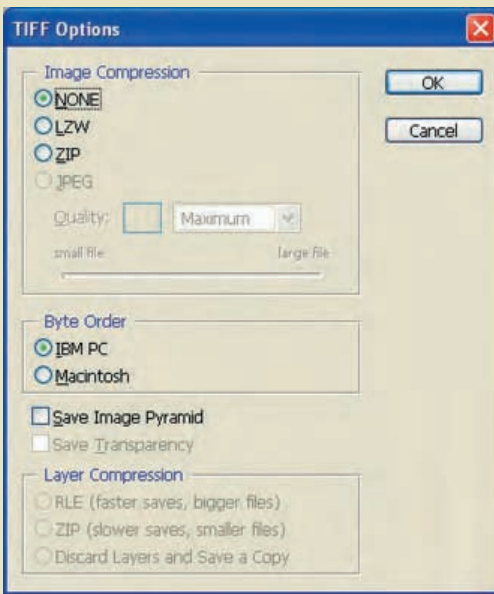 TIFF Options
Image Compression
NONE
LZW
ZIP
JPEG
Quality:
Maximum
small file
large file
OK
Cancel
Byte Order
IBM PC
Macintosh
Save Image Pyramid
Save Transparency
Layer Compression
RLE (faster saves, bigger files)
ZIP (slower saves, smaller files)
Discard Layers and Save a Copy